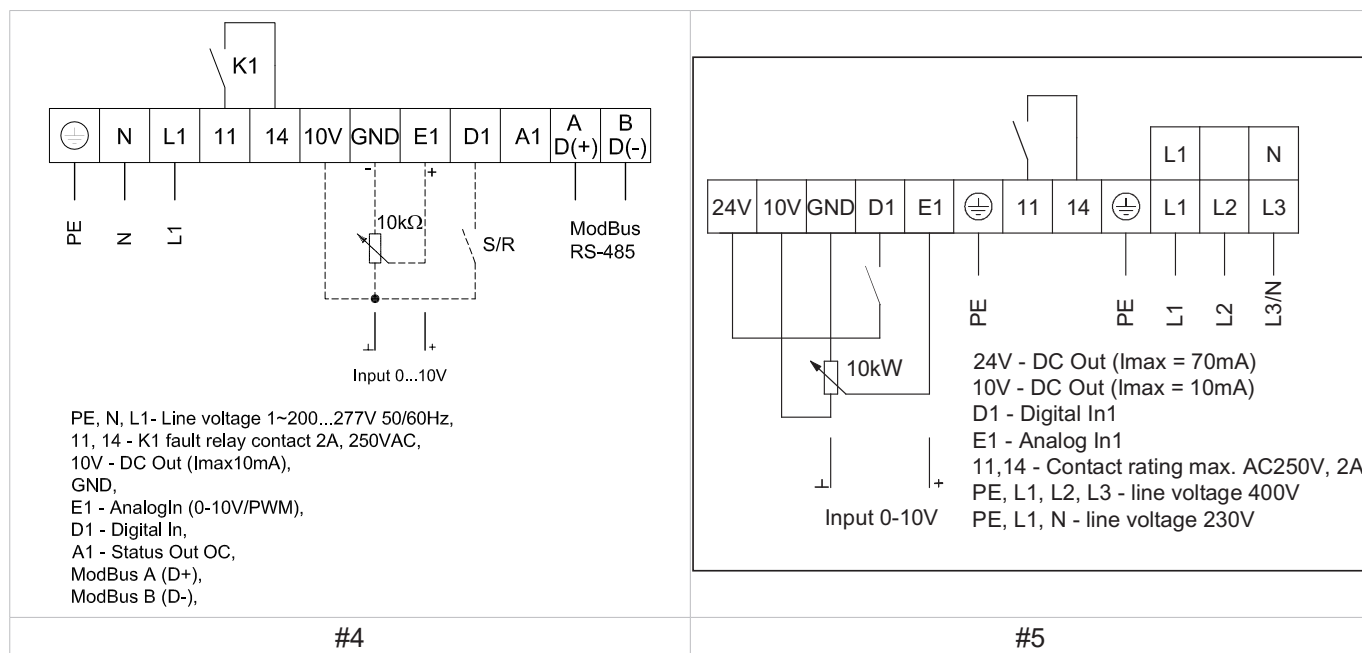 K1
N L1 11 14 10V GND E1 D1 A1 A D(+) B D(-)
- +
PE N L1
10kΩ
S/R
ModBus
RS-485
⊥ +
Input 0...10V
PE, N, L1- Line voltage 1~200...277V 50/60Hz,
11, 14 - K1 fault relay contact 2A, 250VAC,
10V - DC Out (Imax10mA),
GND,
E1 - AnalogIn (0-10V/PWM),
D1 - Digital In,
A1 - Status Out OC,
ModBus A (D+),
ModBus B (D-),
#4
L1 N
24V 10V GND D1 E1 11 14 L1 L2 L3
PE PE L1 L2 L3/N
10kW
⊥ +
Input 0-10V
24V - DC Out (Imax = 70mA)
10V - DC Out (Imax = 10mA)
D1 - Digital In1
E1 - Analog In1
11,14 - Contact rating max. AC250V, 2A
PE, L1, L2, L3 - line voltage 400V
PE, L1, N - line voltage 230V
#5